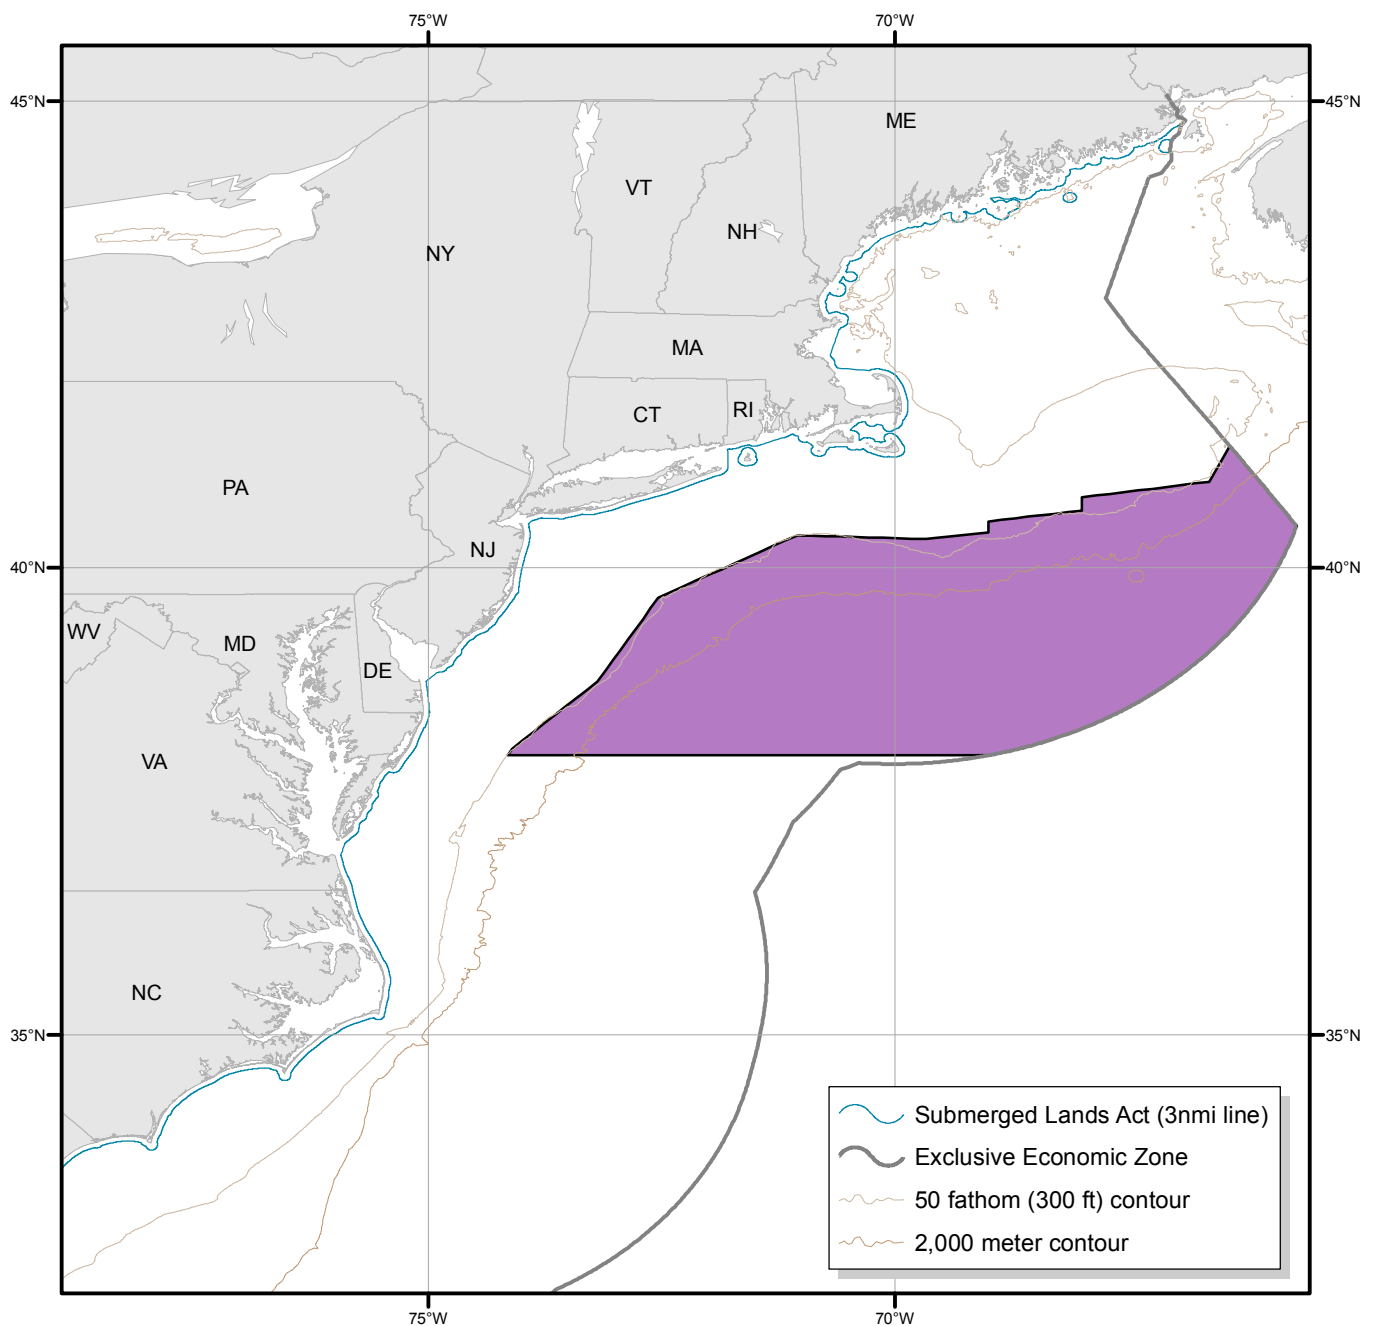 75°W
70°W
45°N
45°N
ME
VT
NH
NY
MA
CT
RI
PA
NJ
40°N
40°N
WV
MD
DE
VA
NC
35°N
35°N
Submerged Lands Act (3nmi line)
Exclusive Economic Zone
50 fathom (300 ft) contour
2,000 meter contour
75°W
70°W